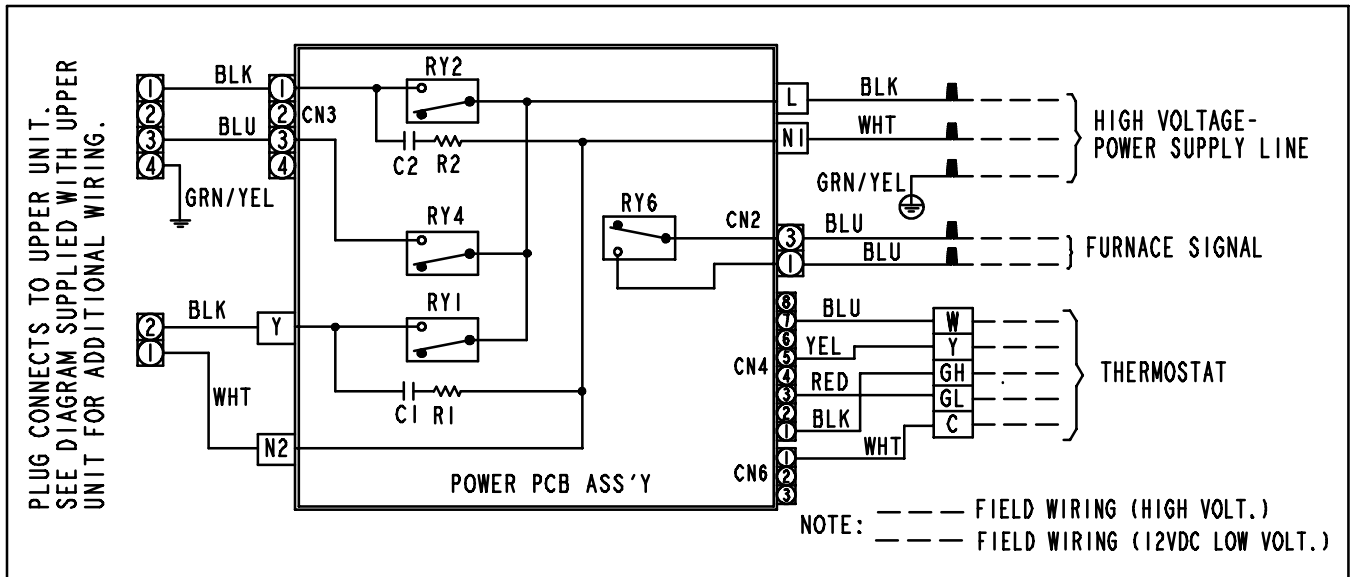 PLUG CONNECTS TO UPPER UNIT.
SEE DIAGRAM SUPPLIED WITH UPPER
UNIT FOR ADDITIONAL WIRING.
1
2
3
4
BLK
BLU
GRN/YEL
1
2
3
4
CN3
RY2
C2 R2
RY4
RY1
C1 R1
2
1
BLK
WHT
Y
N2
POWER PCB ASS'Y
RY6
L
N1
BLK
WHT
GRN/YEL
HIGH VOLTAGE-
POWER SUPPLY LINE
CN2
3
1
BLU
BLU
FURNACE SIGNAL
CN4
8
7
6
5
4
3
2
1
BLU
YEL
RED
BLK
WHT
W
Y
GH
GL
C
THERMOSTAT
CN6
1
2
3
NOTE: — — — — FIELD WIRING (HIGH VOLT.)
— — — — FIELD WIRING (12VDC LOW VOLT.)